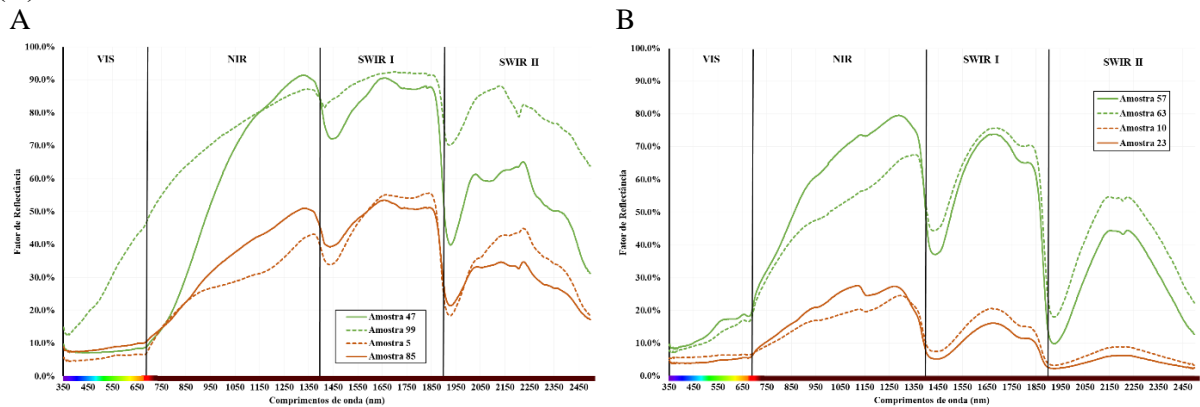 A
B
VIS
NIR
SWIR I
SWIR II
100.0%
90.0%
80.0%
70.0%
60.0%
50.0%
40.0%
30.0%
20.0%
10.0%
0.0%
Fator de Reflectância
Amostra 47
Amostra 99
Amostra 5
Amostra 85
350 450 550 650 750 850 950 1050 1150 1250 1350 1450 1550 1650 1750 1850 1950 2050 2150 2250 2350 2450
Comprimentos de onda (nm)
VIS
NIR
SWIR I
SWIR II
100.0%
90.0%
80.0%
70.0%
60.0%
50.0%
40.0%
30.0%
20.0%
10.0%
0.0%
Fator de Reflectância
Amostra 57
Amostra 63
Amostra 10
Amostra 23
350 450 550 650 750 850 950 1050 1150 1250 1350 1450 1550 1650 1750 1850 1950 2050 2150 2250 2350 2450
Comprimentos de onda (nm)